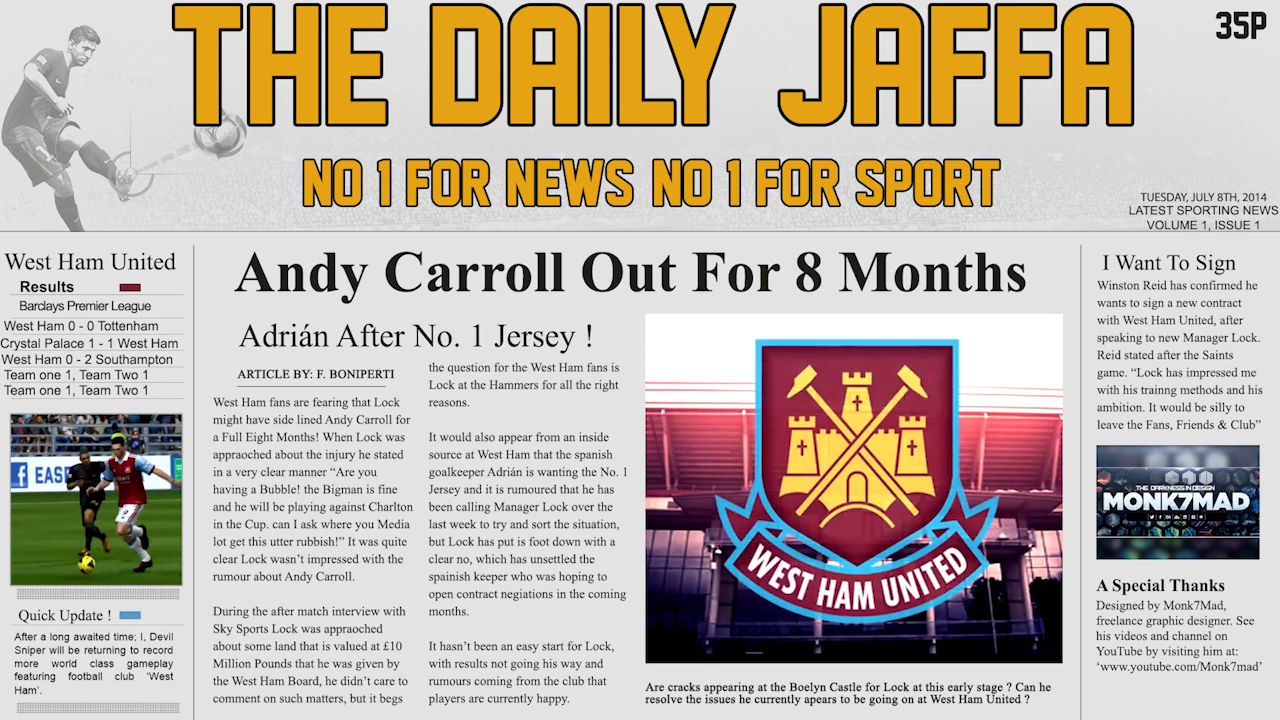 THE DAILY JAFFA
35P
NO 1 FOR NEWS NO 1 FOR SPORT
TUESDAY, JULY 8TH, 2014
LATEST SPORTING NEWS
VOLUME 1, ISSUE 1
West Ham United
Results
Barclays Premier League
West Ham 0 - 0 Tottenham
Crystal Palace 1 - 1 West Ham
West Ham 0 - 2 Southampton
Team one 1, Team Two 1
Team one 1, Team Two 1
EAS
Quick Update !
After a long awaited time; I, Devil
Sniper will be returning to record
more world class gameplay
featuring football club 'West
Ham'.
Andy Carroll Out For 8 Months
Adrián After No. 1 Jersey !
ARTICLE BY: F. BONIPERTI
West Ham fans are fearing that Lock
might have side lined Andy Carroll for
a Full Eight Months! When Lock was
appraoched about the injury he stated
in a very clear manner “Are you
having a Bubble! the Bigman is fine
and he will be playing against Charlton
in the Cup. can I ask where you Media
lot get this utter rubbish!” It was quite
clear Lock wasn’t impressed with the
rumour about Andy Carroll.
During the after match interview with
Sky Sports Lock was appraoched
about some land that is valued at £10
Million Pounds that he was given by
the West Ham Board, he didn’t care to
comment on such matters, but it begs
the question for the West Ham fans is
Lock at the Hammers for all the right
reasons.
It would also appear from an inside
source at West Ham that the spanish
goalkeeper Adrián is wanting the No. 1
Jersey and it is rumoured that he has
been calling Manager Lock over the
last week to try and sort the situation,
but Lock has put is foot down with a
clear no, which has unsettled the
spainish keeper who was hoping to
open contract negiations in the coming
months.
It hasn’t been an easy start for Lock,
with results not going his way and
rumours coming from the club that
players are currently happy.
WEST HAM UNITED
Are cracks appearing at the Boelyn Castle for Lock at this early stage ? Can he
resolve the issues he currently apears to be going on at West Ham United ?
I Want To Sign
Winston Reid has confirmed he
wants to sign a new contract
with West Ham United, after
speaking to new Manager Lock.
Reid stated after the Saints
game. “Lock has impressed me
with his trainng methods and his
ambition. It would be silly to
leave the Fans, Friends & Club”
THE DARKNESS IN DESIGN
MONK7MAD
A Special Thanks
Designed by Monk7Mad,
freelance graphic designer. See
his videos and channel on
YouTube by visiting him at:
‘www.youtube.com/Monk7mad’